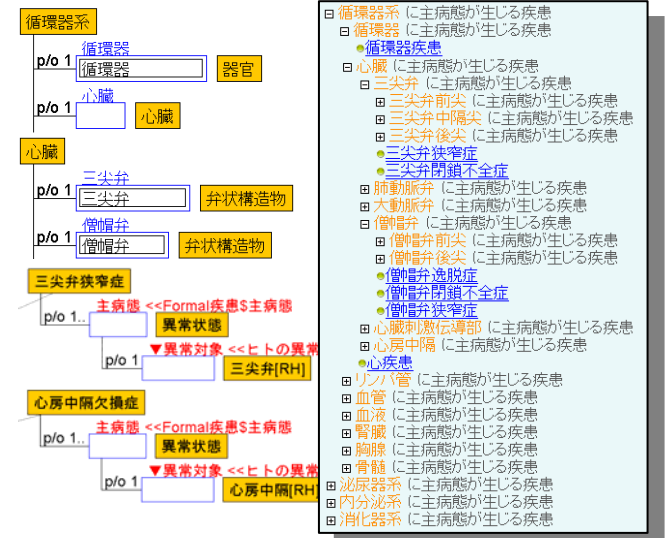 循環器系
循環器
p/o 1
循環器
器官
心臓
p/o 1
心臓
心臓
三尖弁
p/o 1
三尖弁
弁状構造物
僧帽弁
p/o 1
僧帽弁
弁状構造物
三尖弁狭窄症
主病態 <<Formal疾患$主病態
p/o 1..
異常状態
▼異常対象 <<ヒトの異常
p/o 1
三尖弁[RH]
心房中隔欠損症
主病態 <<Formal疾患$主病態
p/o 1..
異常状態
▼異常対象 <<ヒトの異常
p/o 1
心房中隔[RH]
循環器系 に主病態が生じる疾患
循環器 に主病態が生じる疾患
循環器疾患
心臓 に主病態が生じる疾患
三尖弁 に主病態が生じる疾患
三尖弁前尖 に主病態が生じる疾患
三尖弁中隔尖 に主病態が生じる疾患
三尖弁後尖 に主病態が生じる疾患
三尖弁狭窄症
三尖弁閉鎖不全症
肺動脈弁 に主病態が生じる疾患
大動脈弁 に主病態が生じる疾患
僧帽弁 に主病態が生じる疾患
僧帽弁前尖 に主病態が生じる疾患
僧帽弁後尖 に主病態が生じる疾患
僧帽弁逸脱症
僧帽弁閉鎖不全症
僧帽弁狭窄症
心臓刺激伝導部 に主病態が生じる疾患
心房中隔 に主病態が生じる疾患
心疾患
リンパ管 に主病態が生じる疾患
血管 に主病態が生じる疾患
血液 に主病態が生じる疾患
腎臓 に主病態が生じる疾患
胸腺 に主病態が生じる疾患
骨髄 に主病態が生じる疾患
泌尿器系 に主病態が生じる疾患
内分泌系 に主病態が生じる疾患
消化器系 に主病態が生じる疾患